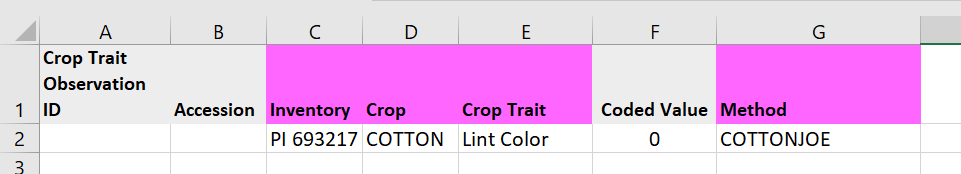 A B C D E F G
1 Crop Trait
Observation
ID Accession Inventory Crop Crop Trait Coded Value Method
2 PI 693217 COTTON Lint Color 0 COTTONJOE
3